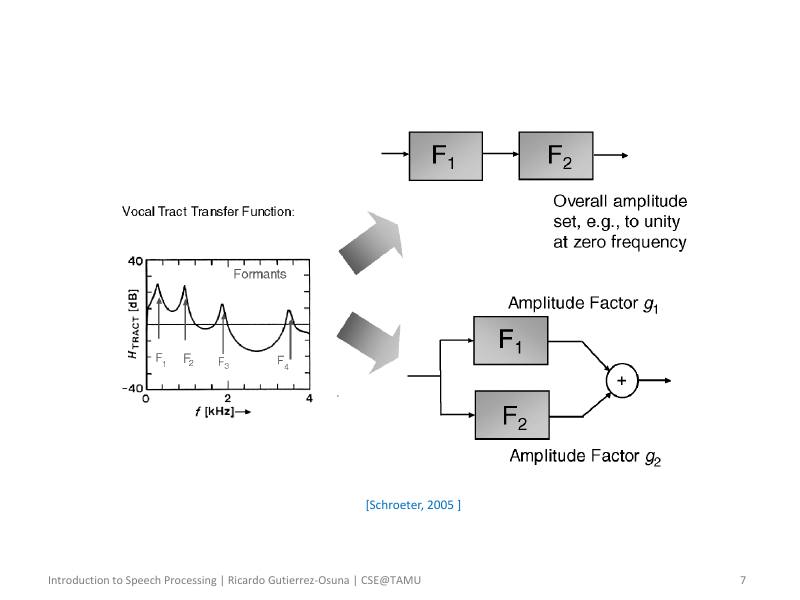 F1
F2
Overall amplitude
set, e.g., to unity
at zero frequency
Vocal Tract Transfer Function:
40
Formants
HTRACT [dB]
F1
F2
F3
F4
-40
0
2
4
f [kHz]
Amplitude Factor g1
F1
+
F2
Amplitude Factor g2
[Schroeter, 2005 ]
Introduction to Speech Processing | Ricardo Gutierrez-Osuna | CSE@TAMU
7